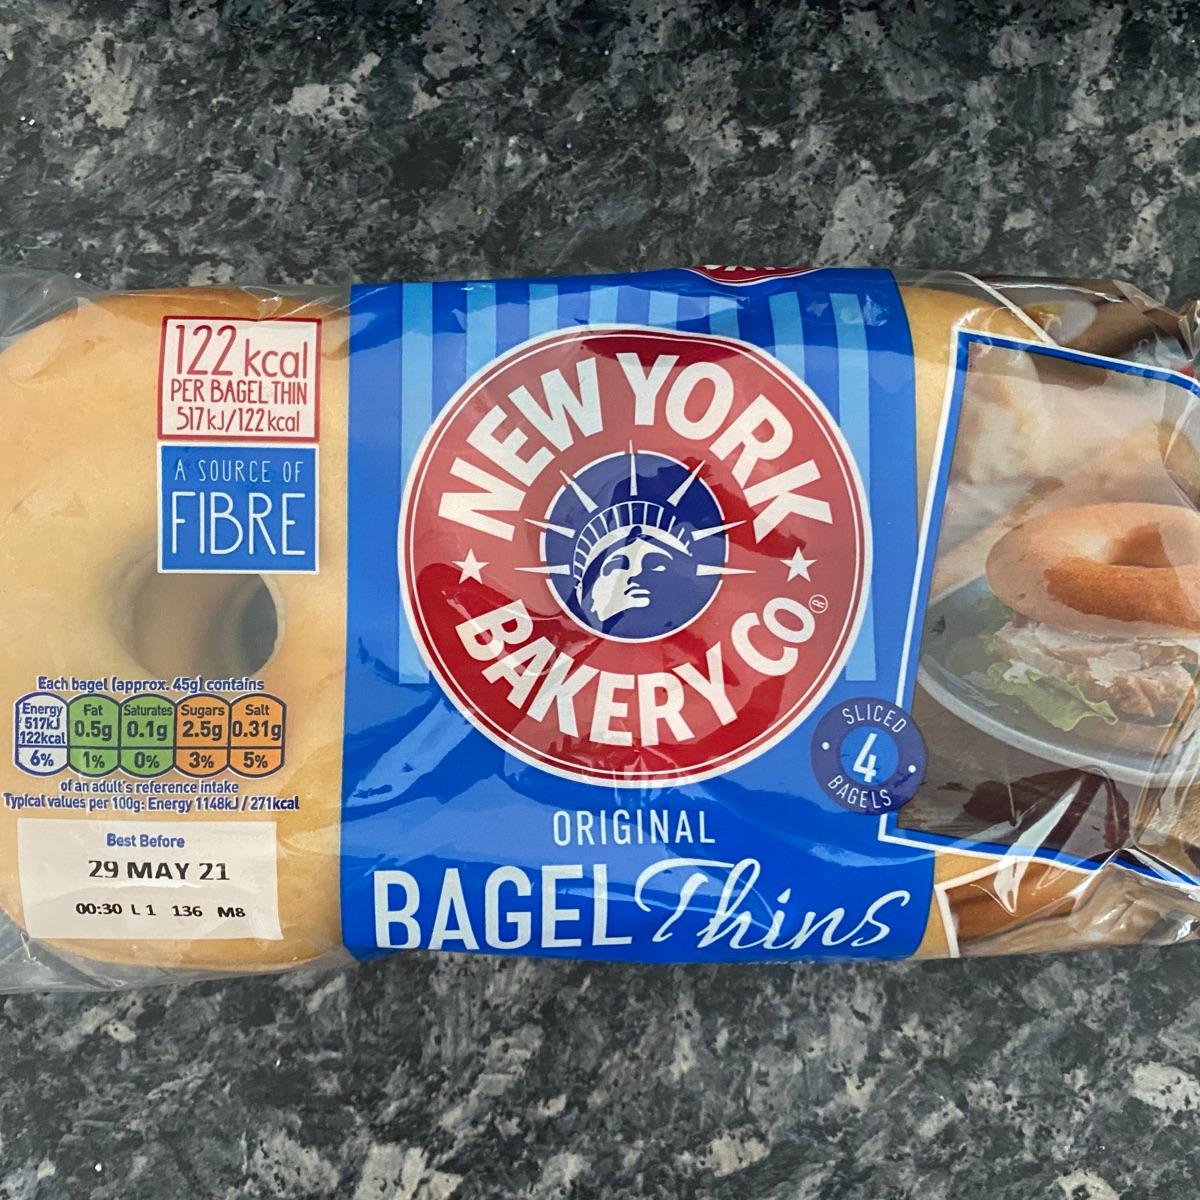 122 kcal
PER BAGEL THIN
517kJ/122kcal
A SOURCE OF
FIBRE
Each bagel (approx. 45g) contains
Energy Fat Saturates Sugars Salt
517kJ
122kcal 0.5g 0.1g 2.5g 0.31g
6% 1% 0% 3% 5%
of an adult's reference intake
Typical values per 100g: Energy 1148kJ / 271kcal
Best Before
29 MAY 21
00:30 L 1 136 M8
NEW YORK
BAKERY CO®
SLICED
4
BAGELS
ORIGINAL
BAGEL Thins